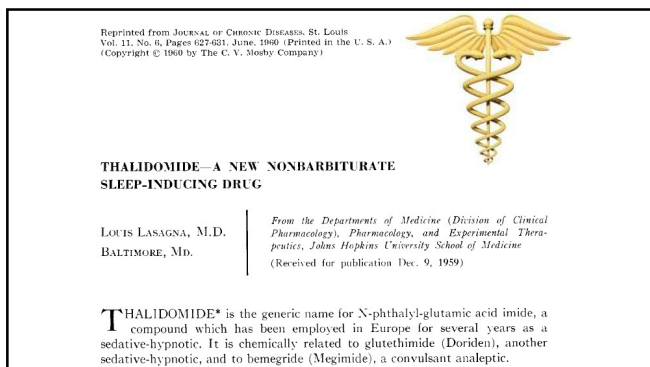 Reprinted from JOURNAL OF CHRONIC DISEASES, St. Louis
Vol. 11, No. 6, Pages 627-631, June, 1960 (Printed in the U. S. A.)
(Copyright © 1960 by The C. V. Mosby Company)
THALIDOMIDE—A NEW NONBARBITURATE
SLEEP-INDUCING DRUG
LOUIS LASAGNA, M.D.
BALTIMORE, MD.
From the Departments of Medicine (Division of Clinical
Pharmacology), Pharmacology, and Experimental Thera-
peutics, Johns Hopkins University School of Medicine
(Received for publication Dec. 9, 1959)
THALIDOMIDE* is the generic name for N-phthalyl-glutamic acid imide, a
compound which has been employed in Europe for several years as a
sedative-hypnotic. It is chemically related to glutethimide (Doriden), another
sedative-hypnotic, and to bemegride (Megimide), a convulsant analeptic.